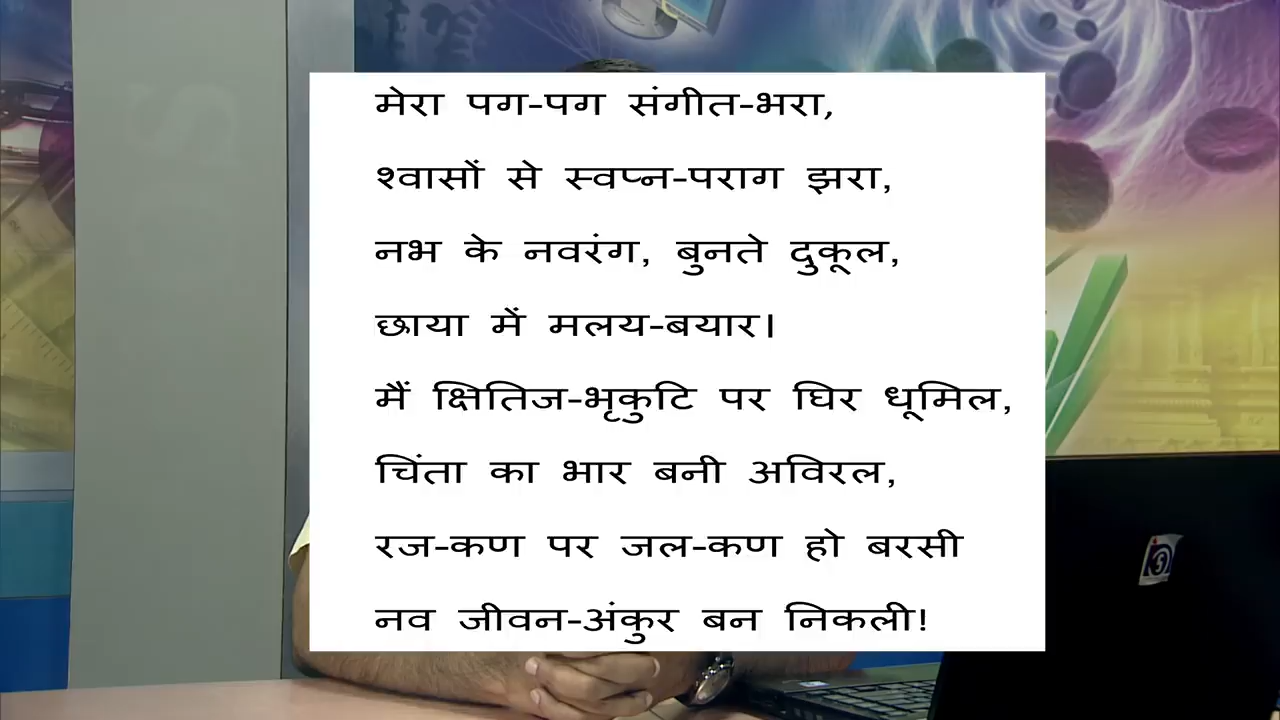 मेरा पग-पग संगीत-भरा,
श्वासों से स्वप्न-पराग झरा,
नभ के नवरंग, बुनते दुकूल,
छाया में मलय-बयार।
मैं क्षितिज-भृकुटि पर घिर धूमिल,
चिंता का भार बनी अविरल,
रज-कण पर जल-कण हो बरसी
नव जीवन-अंकुर बन निकली!